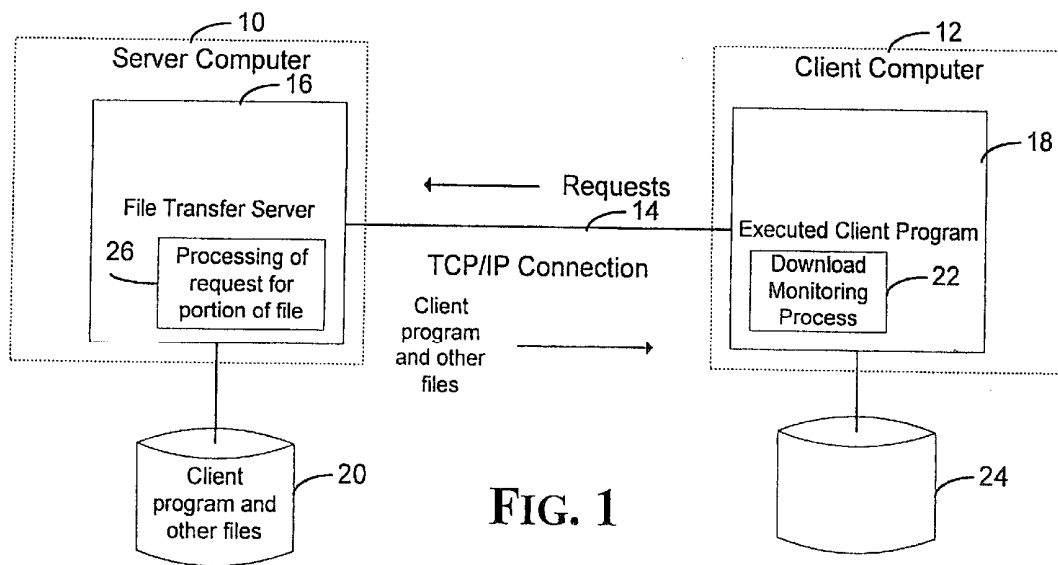 10
Server Computer
16
File Transfer Server
26
Processing of
request for
portion of file
Requests
14
TCP/IP Connection
Client
program
and other
files
12
Client Computer
18
Executed Client Program
Download
Monitoring
Process
22
Client
program and
other files
20
24
FIG. 1